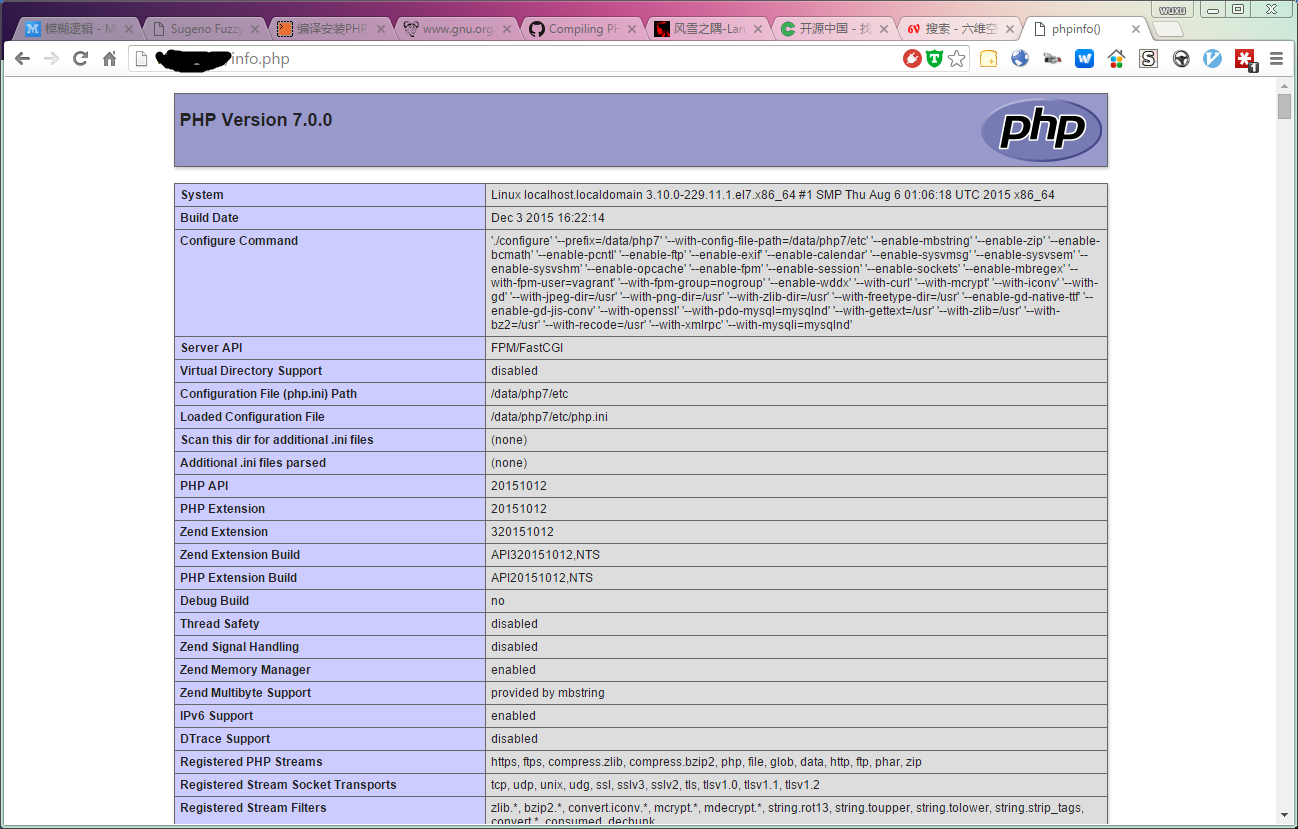 wuxu
模糊逻辑 - M
Sugeno Fuzzy
编译安装PHP
www.gnu.org
Compiling PH
风雪之隅-Lar
开源中国 - 找
搜索 - 六维空
phpinfo()
info.php
PHP Version 7.0.0
php
System Linux localhost.localdomain 3.10.0-229.11.1.el7.x86_64 #1 SMP Thu Aug 6 01:06:18 UTC 2015 x86_64
Build Date Dec 3 2015 16:22:14
Configure Command './configure' '--prefix=/data/php7' '--with-config-file-path=/data/php7/etc' '--enable-mbstring' '--enable-zip' '--enable-
bcmath' '--enable-pcntl' '--enable-ftp' '--enable-exif' '--enable-calendar' '--enable-sysvmsg' '--enable-sysvsem' '--
enable-sysvshm' '--enable-opcache' '--enable-fpm' '--enable-session' '--enable-sockets' '--enable-mbregex' '--
with-fpm-user=vagrant' '--with-fpm-group=nogroup' '--enable-wddx' '--with-curl' '--with-mcrypt' '--with-iconv' '--with-
gd' '--with-jpeg-dir=/usr' '--with-png-dir=/usr' '--with-zlib-dir=/usr' '--with-freetype-dir=/usr' '--enable-gd-native-ttf' '--
enable-gd-jis-conv' '--with-openssl' '--with-pdo-mysql=mysqlnd' '--with-gettext=/usr' '--with-zlib=/usr' '--with-
bz2=/usr' '--with-recode=/usr' '--with-xmlrpc' '--with-mysqli=mysqlnd'
Server API FPM/FastCGI
Virtual Directory Support disabled
Configuration File (php.ini) Path /data/php7/etc
Loaded Configuration File /data/php7/etc/php.ini
Scan this dir for additional .ini files (none)
Additional .ini files parsed (none)
PHP API 20151012
PHP Extension 20151012
Zend Extension 320151012
Zend Extension Build API320151012,NTS
PHP Extension Build API20151012,NTS
Debug Build no
Thread Safety disabled
Zend Signal Handling disabled
Zend Memory Manager enabled
Zend Multibyte Support provided by mbstring
IPv6 Support enabled
DTrace Support disabled
Registered PHP Streams https, ftps, compress.zlib, compress.bzip2, php, file, glob, data, http, ftp, phar, zip
Registered Stream Socket Transports tcp, udp, unix, udg, ssl, sslv3, sslv2, tls, tlsv1.0, tlsv1.1, tlsv1.2
Registered Stream Filters zlib.*, bzip2.*, convert.iconv.*, mcrypt.*, mdecrypt.*, string.rot13, string.toupper, string.tolower, string.strip_tags,
convert.*, consumed, dechunk